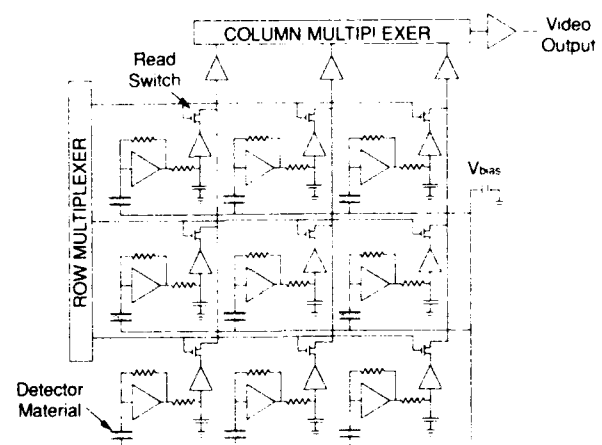 COLUMN MULTIPLEXER
Video
Output
Read
Switch
ROW MULTIPLEXER
Vbias
Detector
Material